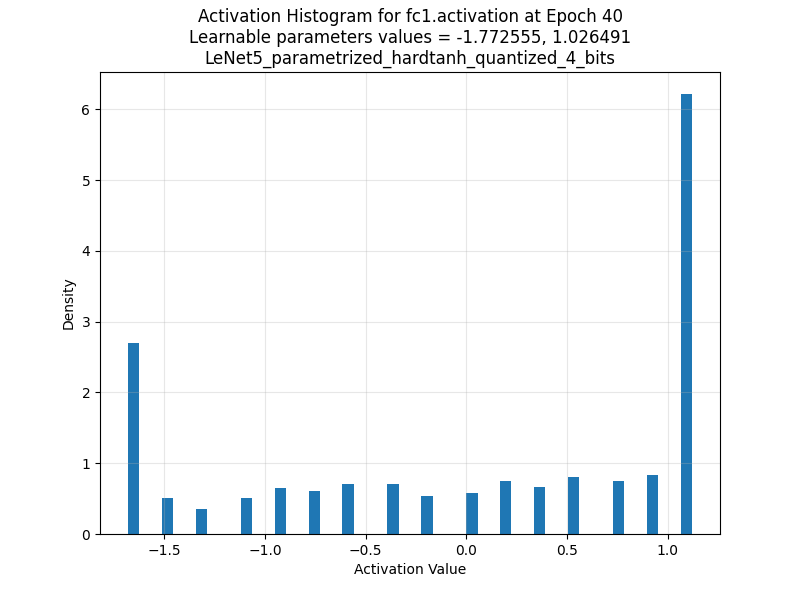 Activation Histogram for fc1.activation at Epoch 40
Learnable parameters values = -1.772555, 1.026491
LeNet5_parametrized_hardtanh_quantized_4_bits
6
5
4
3
2
1
0
Density
−1.5 −1.0 −0.5 0.0 0.5 1.0
Activation Value